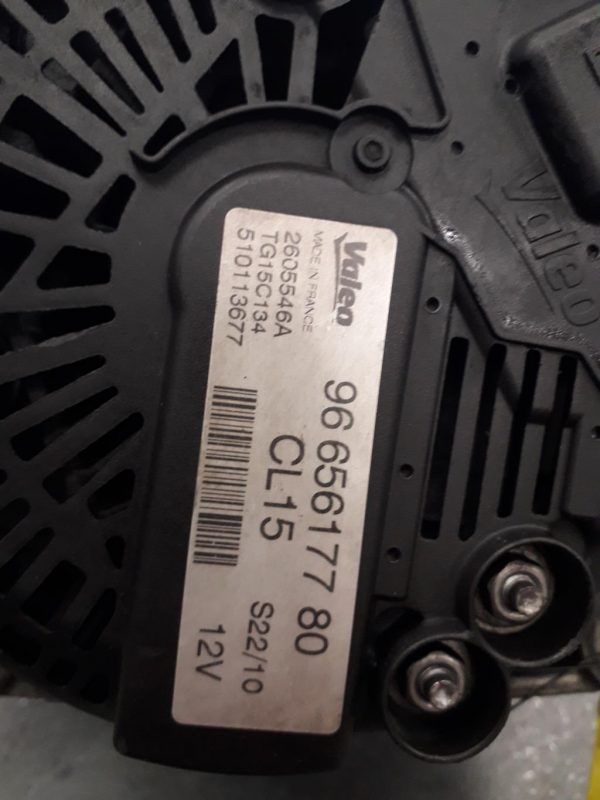 Valeo
MADE IN FRANCE
2605546A
TG15C134
510113677
96 656177 80
CL15
S22/10
12V
Valeo